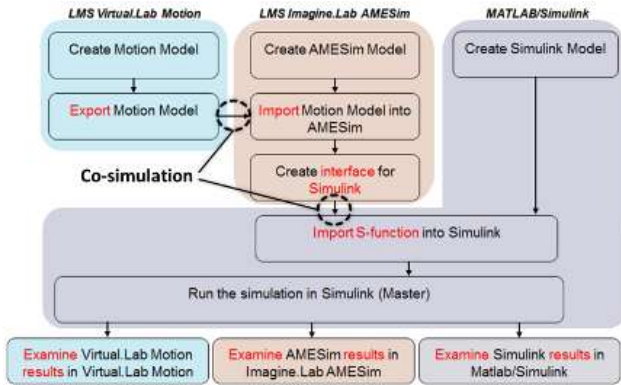 LMS Virtual.Lab Motion
LMS Imagine.Lab AMESim
MATLAB/Simulink
Create Motion Model
Create AMESim Model
Create Simulink Model
Export Motion Model
Import Motion Model into
AMESim
Co-simulation
Create interface for
Simulink
Import S-function into Simulink
Run the simulation in Simulink (Master)
Examine Virtual.Lab Motion
results in Virtual.Lab Motion
Examine AMESim results in
Imagine.Lab AMESim
Examine Simulink results in
Matlab/Simulink